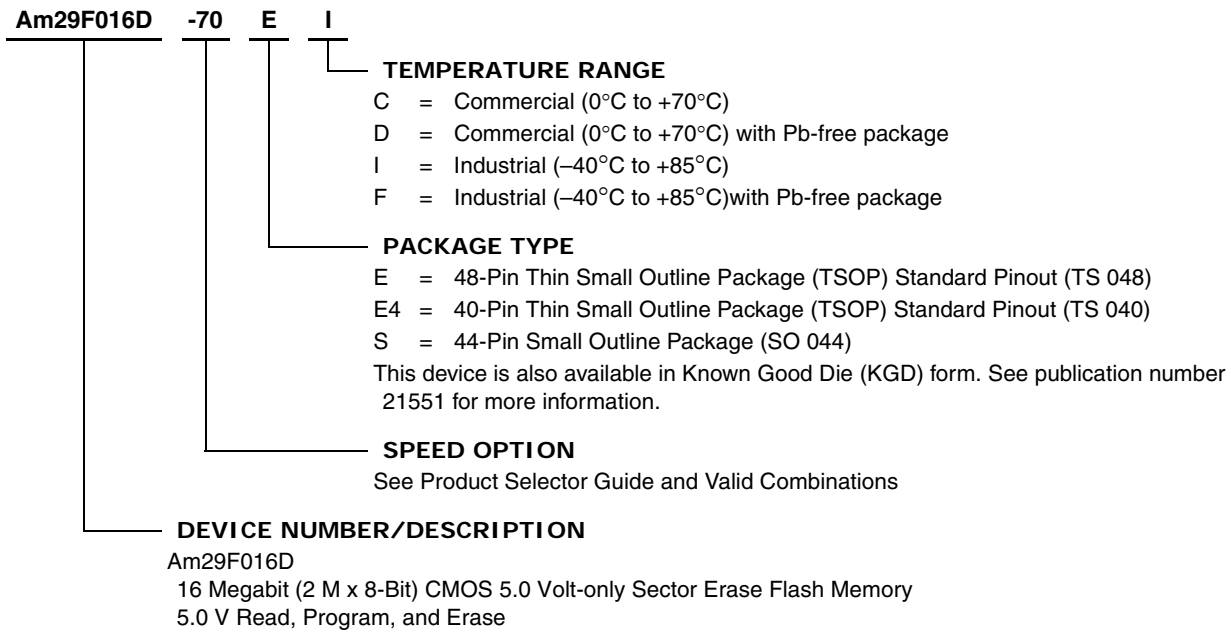 Am29F016D -70 E I
TEMPERATURE RANGE
C = Commercial (0°C to +70°C)
D = Commercial (0°C to +70°C) with Pb-free package
I = Industrial (–40°C to +85°C)
F = Industrial (–40°C to +85°C)with Pb-free package
PACKAGE TYPE
E = 48-Pin Thin Small Outline Package (TSOP) Standard Pinout (TS 048)
E4 = 40-Pin Thin Small Outline Package (TSOP) Standard Pinout (TS 040)
S = 44-Pin Small Outline Package (SO 044)
This device is also available in Known Good Die (KGD) form. See publication number
21551 for more information.
SPEED OPTION
See Product Selector Guide and Valid Combinations
DEVICE NUMBER/DESCRIPTION
Am29F016D
16 Megabit (2 M x 8-Bit) CMOS 5.0 Volt-only Sector Erase Flash Memory
5.0 V Read, Program, and Erase